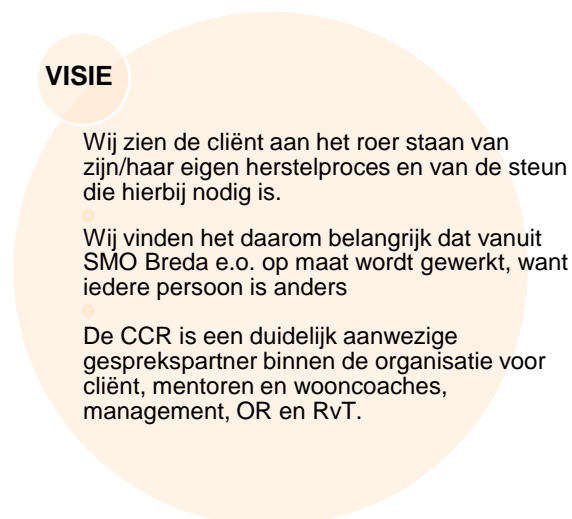 VISIE
Wij zien de cliënt aan het roer staan van
zijn/haar eigen herstelproces en van de steun
die hierbij nodig is.
Wij vinden het daarom belangrijk dat vanuit
SMO Breda e.o. op maat wordt gewerkt, want
iedere persoon is anders
De CCR is een duidelijk aanwezige
gesprekspartner binnen de organisatie voor
cliënt, mentoren en wooncoaches,
management, OR en RvT.